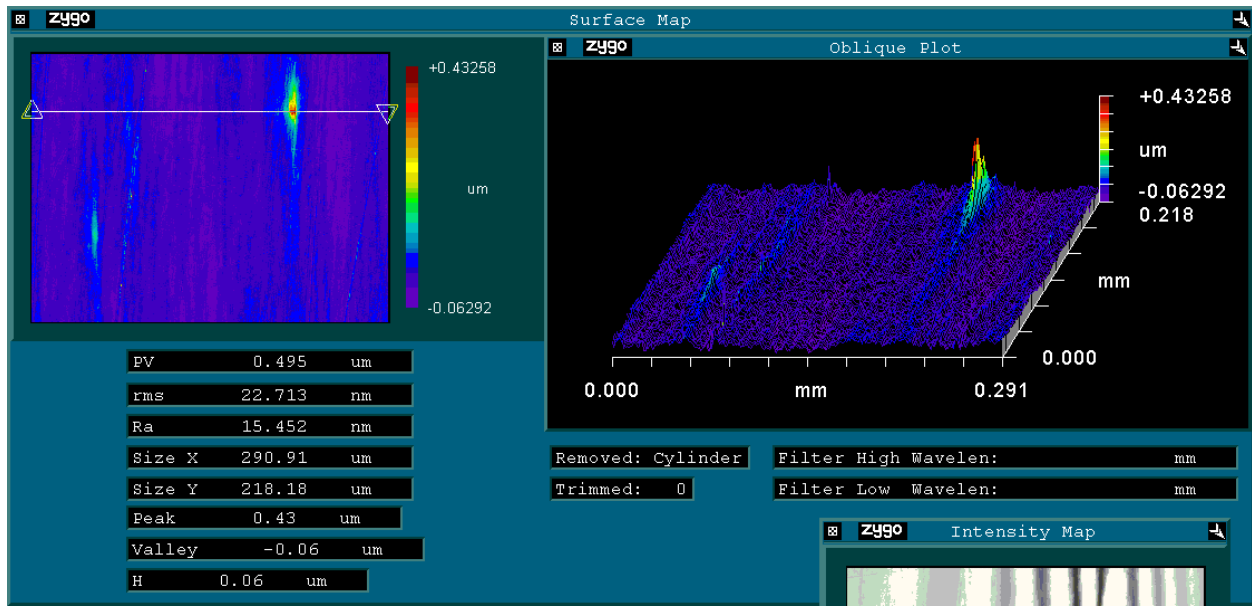 zygo Surface Map
+0.43258
um
-0.06292
zygo Oblique Plot
+0.43258
um
-0.06292
0.218
mm
0.000
0.000 mm 0.291
PV 0.495 um
rms 22.713 nm
Ra 15.452 nm
Size X 290.91 um
Size Y 218.18 um
Peak 0.43 um
Valley -0.06 um
H 0.06 um
Removed: Cylinder
Trimmed: 0
Filter High Wavelen: mm
Filter Low Wavelen: mm
zygo Intensity Map